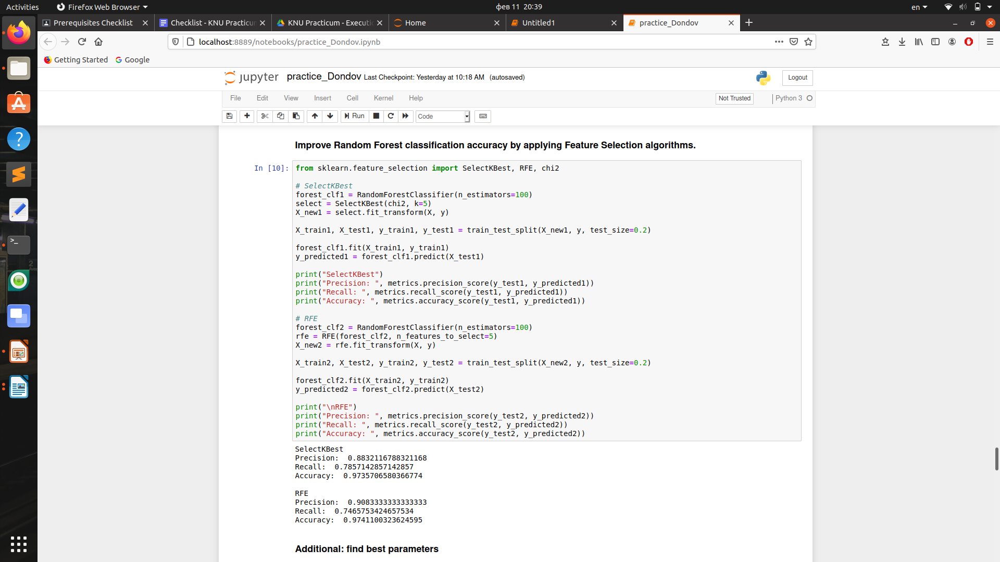 Activities
Firefox Web Browser
фев 11 20:39
en
Prerequisites Checklist
Checklist - KNU Practicu
KNU Practicum - Executi
Home
Untitled1
practice_Dondov
localhost:8889/notebooks/practice_Dondov.ipynb
Getting Started
Google
jupyter
practice_Dondov Last Checkpoint: Yesterday at 10:18 AM (autosaved)
Logout
File Edit View Insert Cell Kernel Help
Not Trusted
Python 3
Run
Code
Improve Random Forest classification accuracy by applying Feature Selection algorithms.
In [10]:
from sklearn.feature_selection import SelectKBest, RFE, chi2
# SelectKBest
forest_clf1 = RandomForestClassifier(n_estimators=100)
select = SelectKBest(chi2, k=5)
X_new1 = select.fit_transform(X, y)
X_train1, X_test1, y_train1, y_test1 = train_test_split(X_new1, y, test_size=0.2)
forest_clf1.fit(X_train1, y_train1)
y_predicted1 = forest_clf1.predict(X_test1)
print("SelectKBest")
print("Precision: ", metrics.precision_score(y_test1, y_predicted1))
print("Recall: ", metrics.recall_score(y_test1, y_predicted1))
print("Accuracy: ", metrics.accuracy_score(y_test1, y_predicted1))
# RFE
forest_clf2 = RandomForestClassifier(n_estimators=100)
rfe = RFE(forest_clf2, n_features_to_select=5)
X_new2 = rfe.fit_transform(X, y)
X_train2, X_test2, y_train2, y_test2 = train_test_split(X_new2, y, test_size=0.2)
forest_clf2.fit(X_train2, y_train2)
y_predicted2 = forest_clf2.predict(X_test2)
print("\nRFE")
print("Precision: ", metrics.precision_score(y_test2, y_predicted2))
print("Recall: ", metrics.recall_score(y_test2, y_predicted2))
print("Accuracy: ", metrics.accuracy_score(y_test2, y_predicted2))
SelectKBest
Precision:  0.8832116788321168
Recall:  0.7857142857142857
Accuracy:  0.9735706580366774
RFE
Precision:  0.9083333333333333
Recall:  0.7465753424657534
Accuracy:  0.9741100323624595
Additional: find best parameters